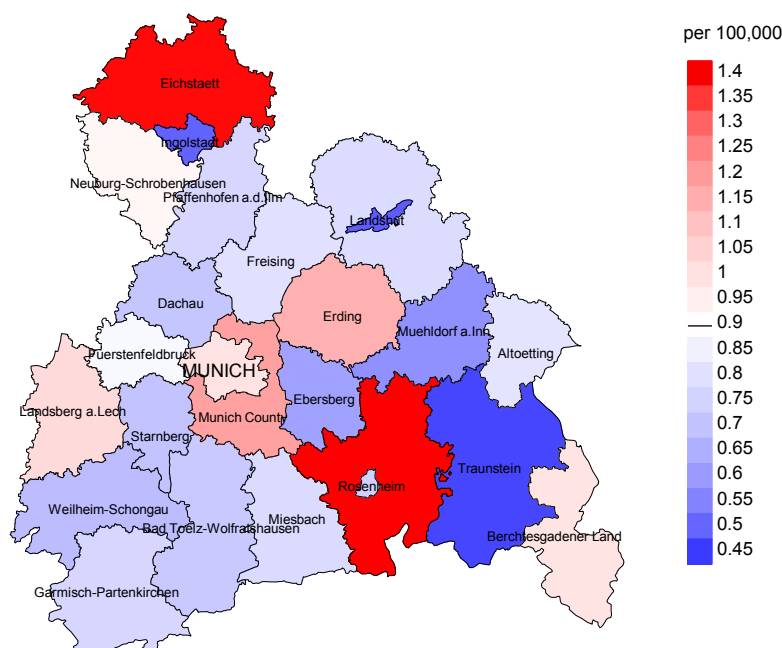 per 100,000
1.4
1.35
1.3
1.25
1.2
1.15
1.1
1.05
1
0.95
0.9
0.85
0.8
0.75
0.7
0.65
0.6
0.55
0.5
0.45
Eichstaett
Ingolstadt
Neuburg-Schrobenhausen
Pfaffenhofen a.d.Ilm
Landshut
Freising
Dachau
Erding
Muehldorf a.Inn
Altoetting
Fuerstenfeldbruck
MUNICH
Landsberg a.Lech
Munich County
Ebersberg
Starnberg
Traunstein
Rosenheim
Weilheim-Schongau
Miesbach
Bad Toelz-Wolfratshausen
Berchtesgadener Land
Garmisch-Partenkirchen